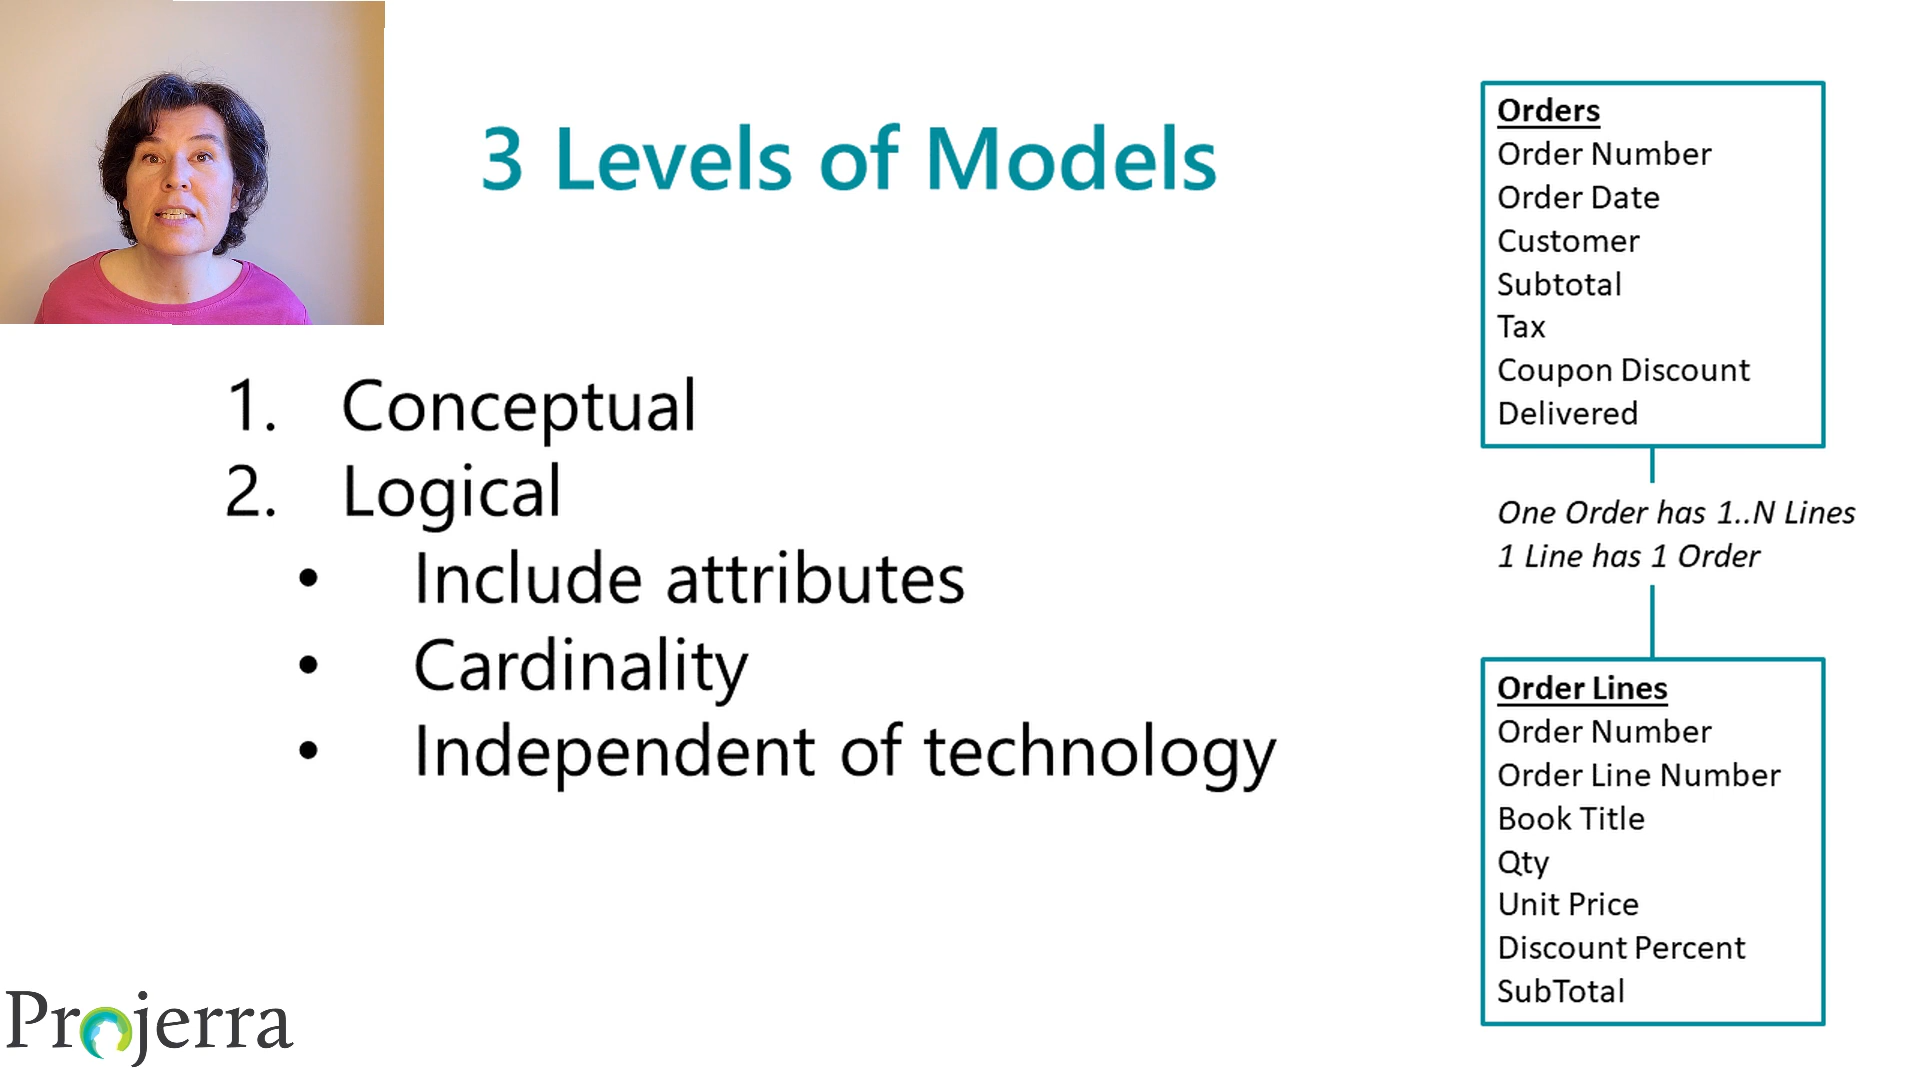 3 Levels of Models
1. Conceptual
2. Logical
• Include attributes
• Cardinality
• Independent of technology
Orders
Order Number
Order Date
Customer
Subtotal
Tax
Coupon Discount
Delivered
One Order has 1..N Lines
1 Line has 1 Order
Order Lines
Order Number
Order Line Number
Book Title
Qty
Unit Price
Discount Percent
SubTotal
Projerra